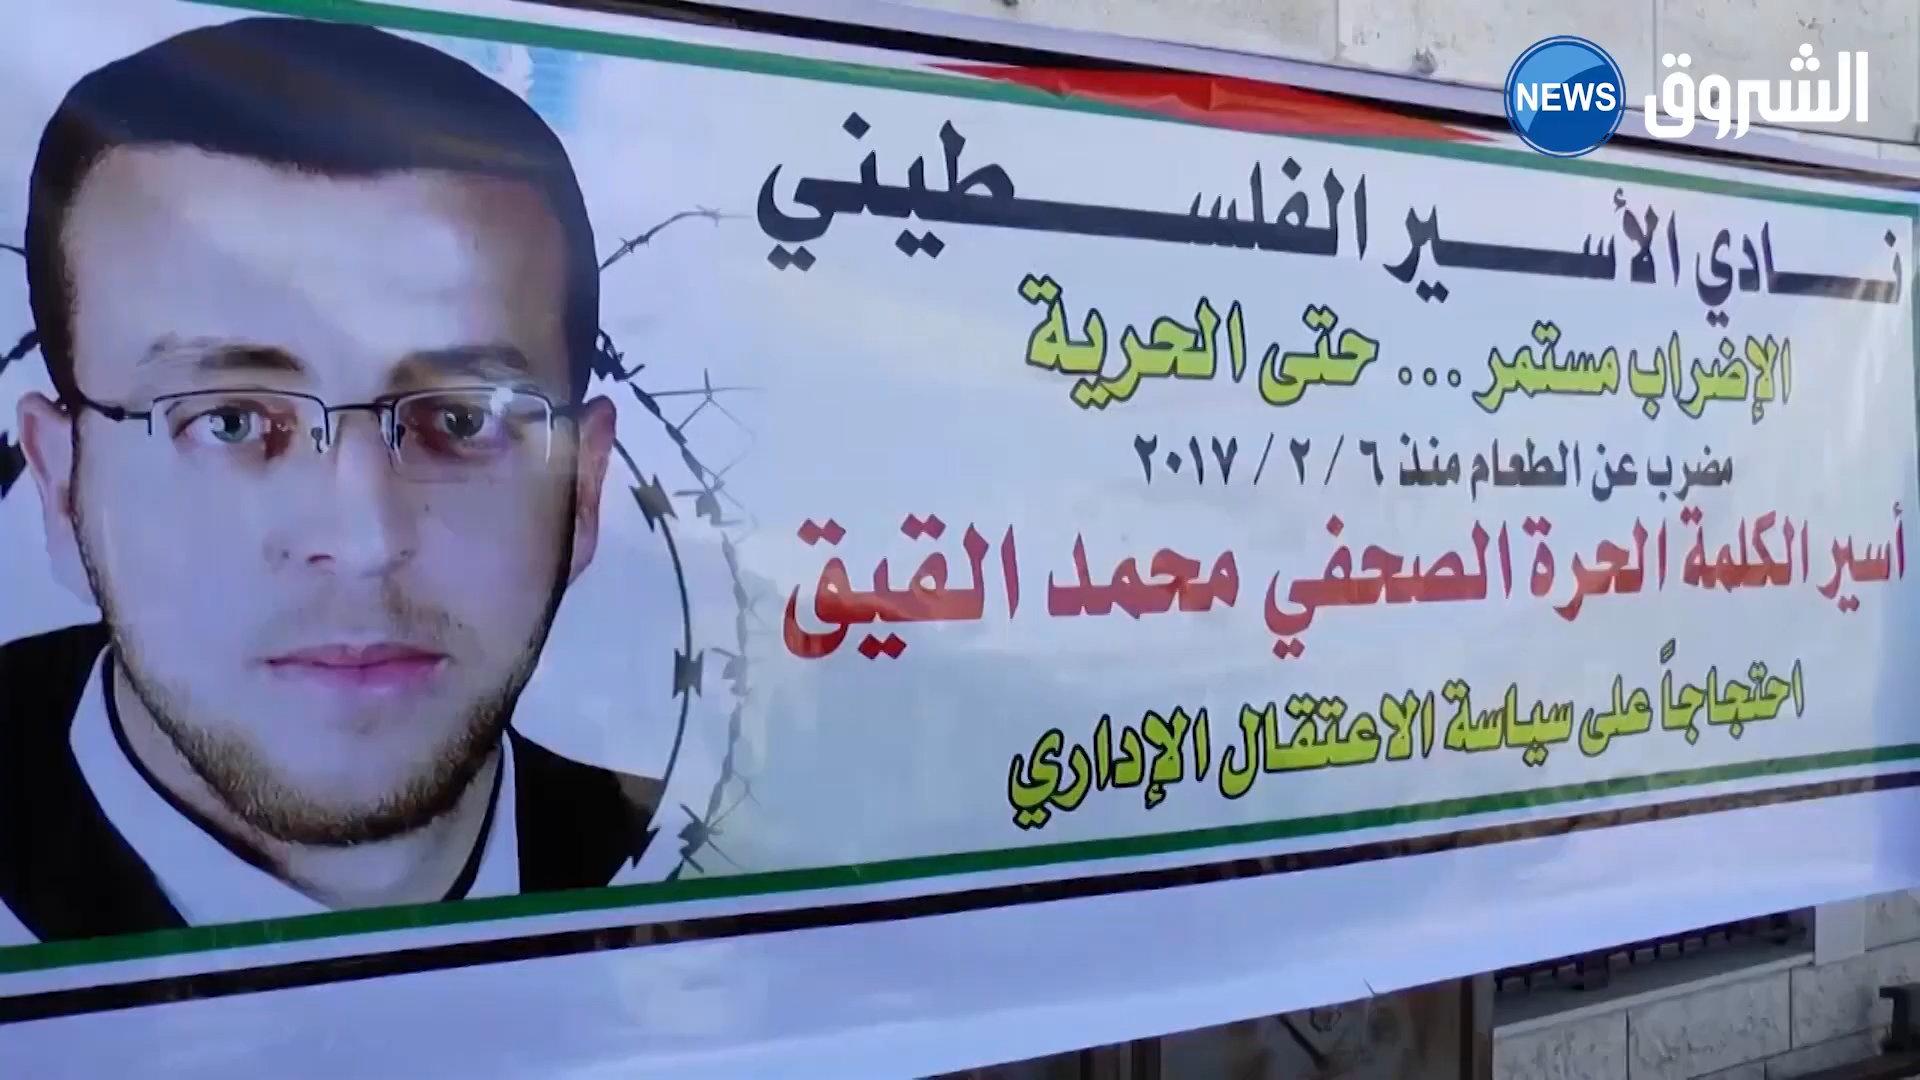 NEWS الشروق
نادي الأسير الفلسطيني
الإضراب مستمر ... حتى الحرية
مضرب عن الطعام منذ ٦ / ٢ / ٢٠١٧
أسير الكلمة الحرة الصحفي محمد القيق
احتجاجاً على سياسة الاعتقال الإداري